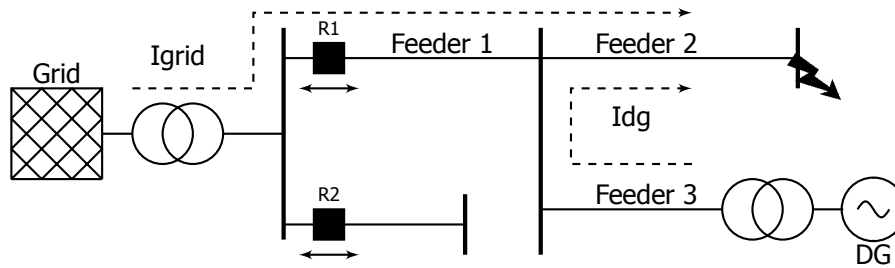 R1
Feeder 1
Feeder 2
Igrid
Grid
Idg
R2
Feeder 3
DG